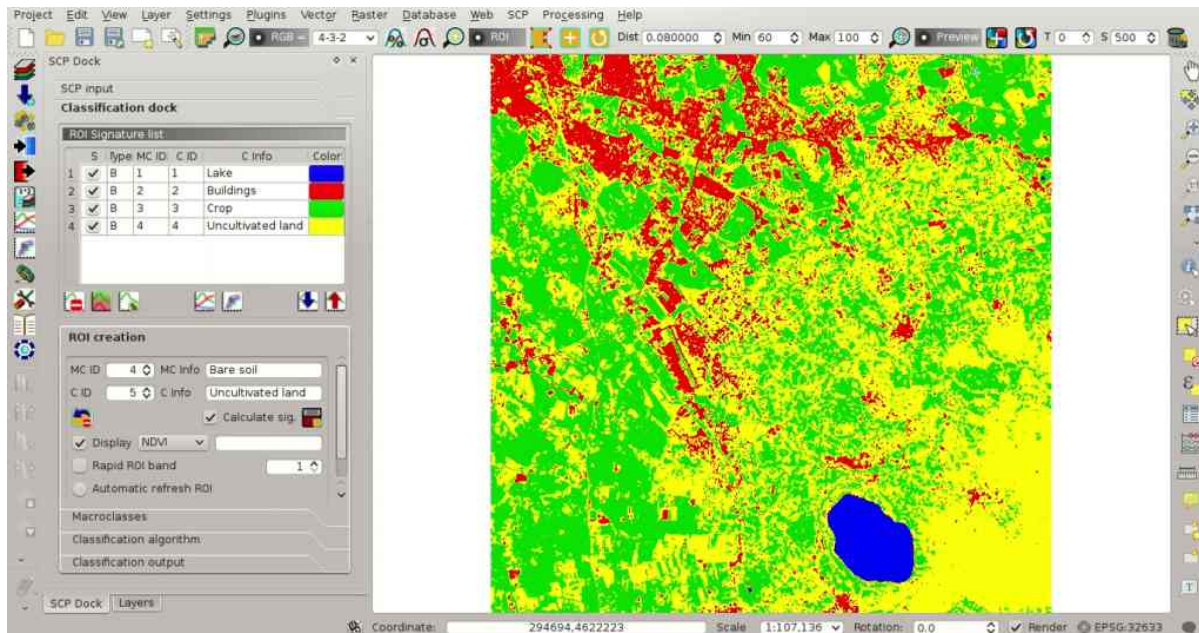 Project Edit View Layer Settings Plugins Vector Raster Database Web SCP Processing Help
RGB = 4-3-2 ROI Dist 0.080000 Min 60 Max 100 Preview T 0 S 500
SCP Dock
SCP input
Classification dock
ROI Signature list
S Type MC ID C ID C Info Color
1 B 1 1 Lake
2 B 2 2 Buildings
3 B 3 3 Crop
4 B 4 4 Uncultivated land
ROI creation
MC ID 4 MC Info Bare soil
C ID 5 C Info Uncultivated land
Calculate sig.
Display NDVI
Rapid ROI band 1
Automatic refresh ROI
Macroclasses
Classification algorithm
Classification output
SCP Dock Layers
Coordinate: 294694,4622223 Scale 1:107,136 Rotation: 0.0 Render EPSG:32633